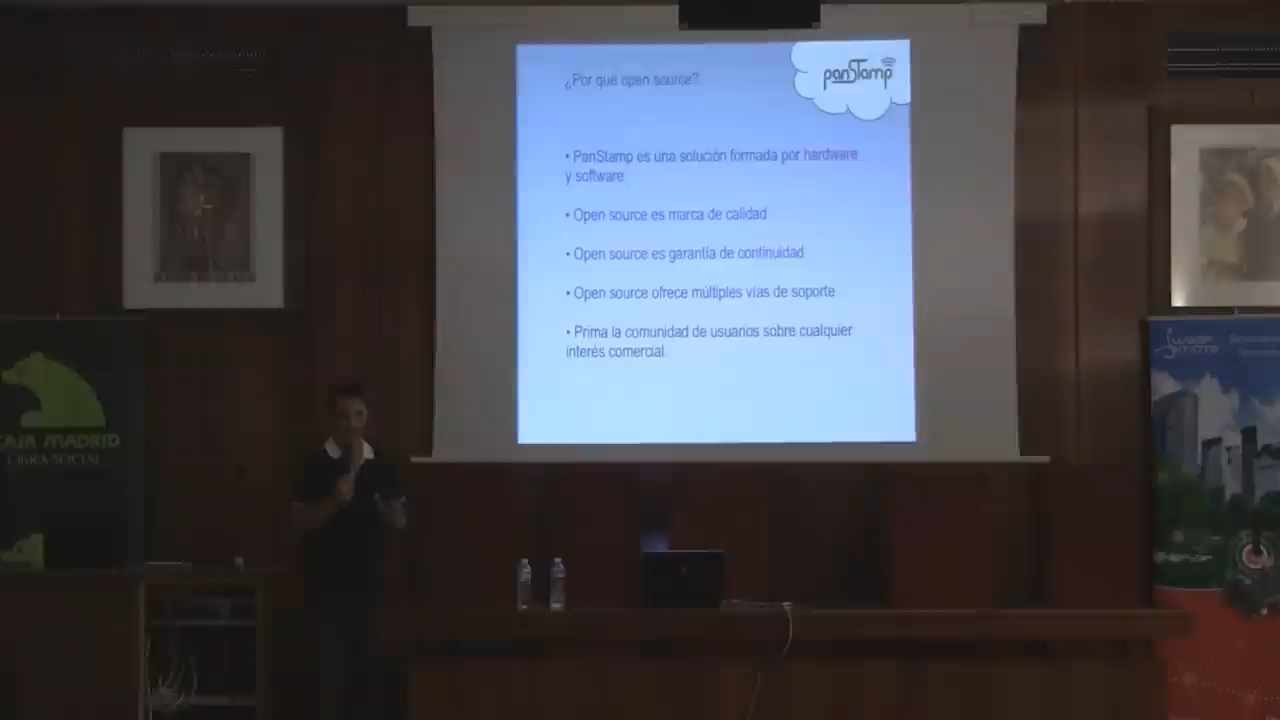 ¿Por qué open source?
panStamp
• PanStamp es una solución formada por hardware
y software
• Open source es marca de calidad
• Open source es garantía de continuidad
• Open source ofrece múltiples vías de soporte
• Prima la comunidad de usuarios sobre cualquier
interés comercial.
CAJA MADRID
OBRA SOCIAL
WASP
MOTE